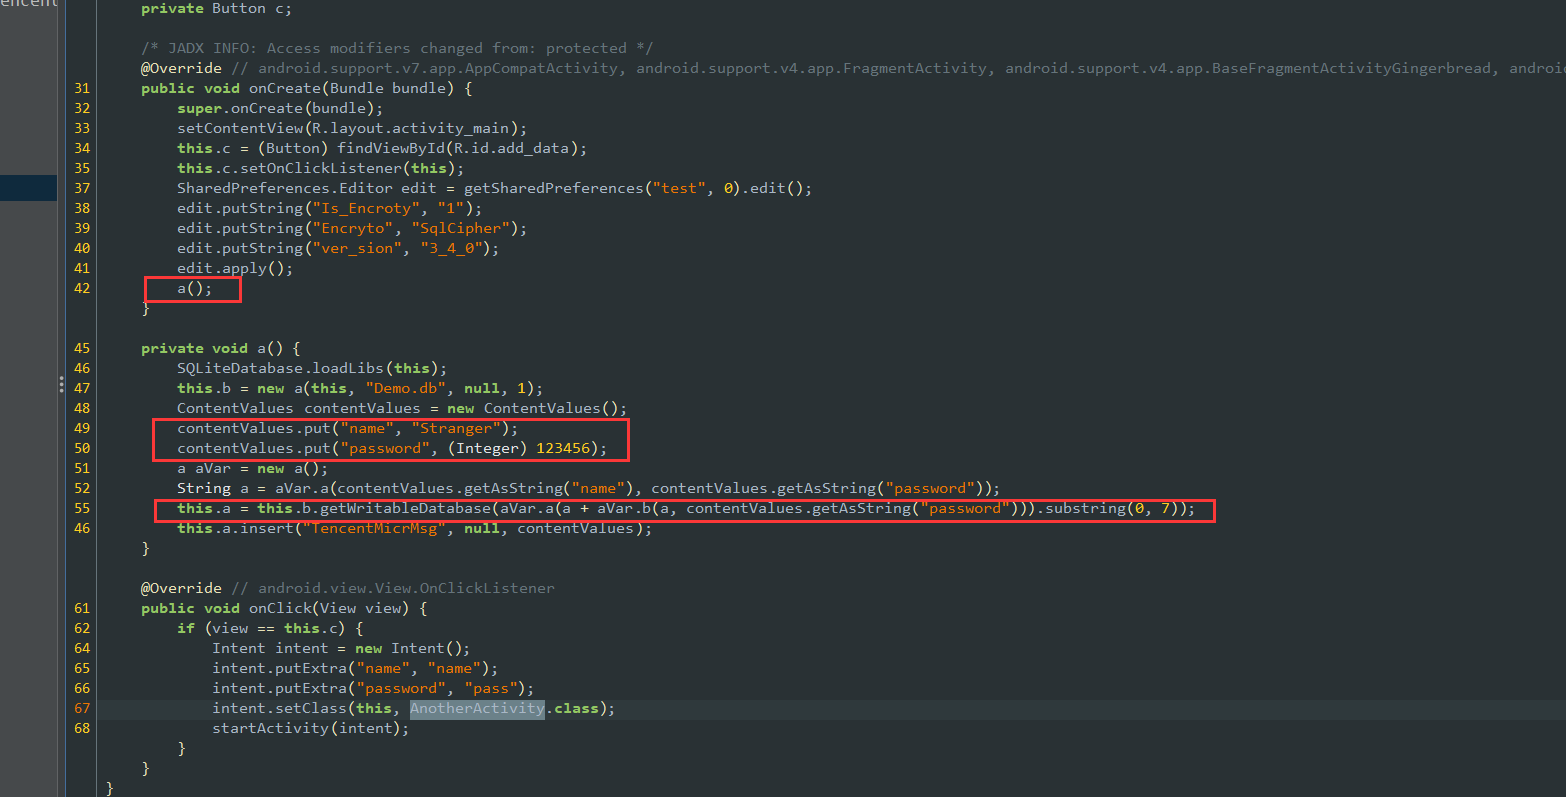 encent
private Button c;
/* JADX INFO: Access modifiers changed from: protected */
@Override // android.support.v7.app.AppCompatActivity, android.support.v4.app.FragmentActivity, android.support.v4.app.BaseFragmentActivityGingerbread, androi
31 public void onCreate(Bundle bundle) {
32 super.onCreate(bundle);
33 setContentView(R.layout.activity_main);
34 this.c = (Button) findViewById(R.id.add_data);
35 this.c.setOnClickListener(this);
37 SharedPreferences.Editor edit = getSharedPreferences("test", 0).edit();
38 edit.putString("Is_Encroty", "1");
39 edit.putString("Encryto", "SqlCipher");
40 edit.putString("ver_sion", "3_4_0");
41 edit.apply();
42 a();
}
45 private void a() {
46 SQLiteDatabase.loadLibs(this);
47 this.b = new a(this, "Demo.db", null, 1);
48 ContentValues contentValues = new ContentValues();
49 contentValues.put("name", "Stranger");
50 contentValues.put("password", (Integer) 123456);
51 a aVar = new a();
52 String a = aVar.a(contentValues.getAsString("name"), contentValues.getAsString("password"));
55 this.a = this.b.getWritableDatabase(aVar.a(a + aVar.b(a, contentValues.getAsString("password"))).substring(0, 7));
46 this.a.insert("TencentMicrMsg", null, contentValues);
}
@Override // android.view.View.OnClickListener
61 public void onClick(View view) {
62 if (view == this.c) {
64 Intent intent = new Intent();
65 intent.putExtra("name", "name");
66 intent.putExtra("password", "pass");
67 intent.setClass(this, AnotherActivity.class);
68 startActivity(intent);
}
}
}